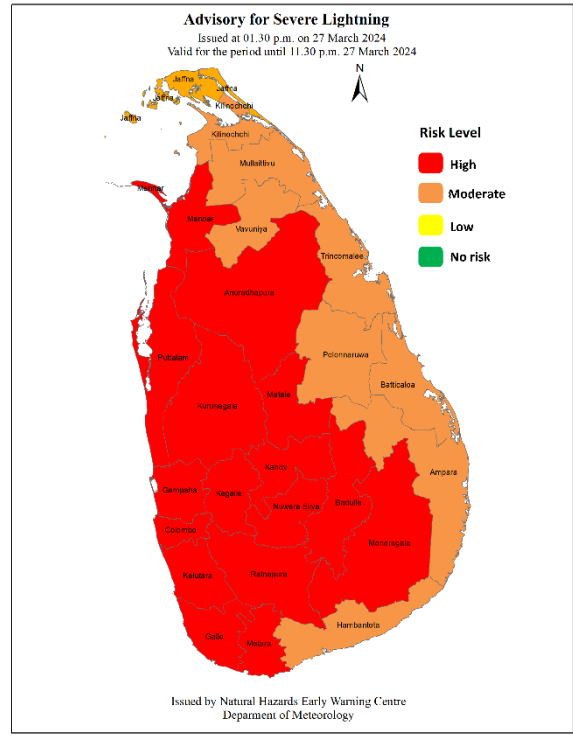 Advisory for Severe Lightning
Issued at 01.30 p.m. on 27 March 2024
Valid for the period until 11.30 p.m. 27 March 2024
N
Jaffna
Jaffna
Jaffna
Jaffna
Kilinochchi
Kilinochchi
Mullaitivu
Mannar
Mannar
Vavuniya
Trincomalee
Anuradhapura
Puttalam
Polonnaruwa
Batticaloa
Kurunegala
Matale
Kandy
Ampara
Gampaha
Kegalle
Nuwara Eliya
Badulla
Colombo
Moneragala
Kalutara
Ratnapura
Hambantota
Galle
Matara
Risk Level
High
Moderate
Low
No risk
Issued by Natural Hazards Early Warning Centre
Deparment of Meteorology